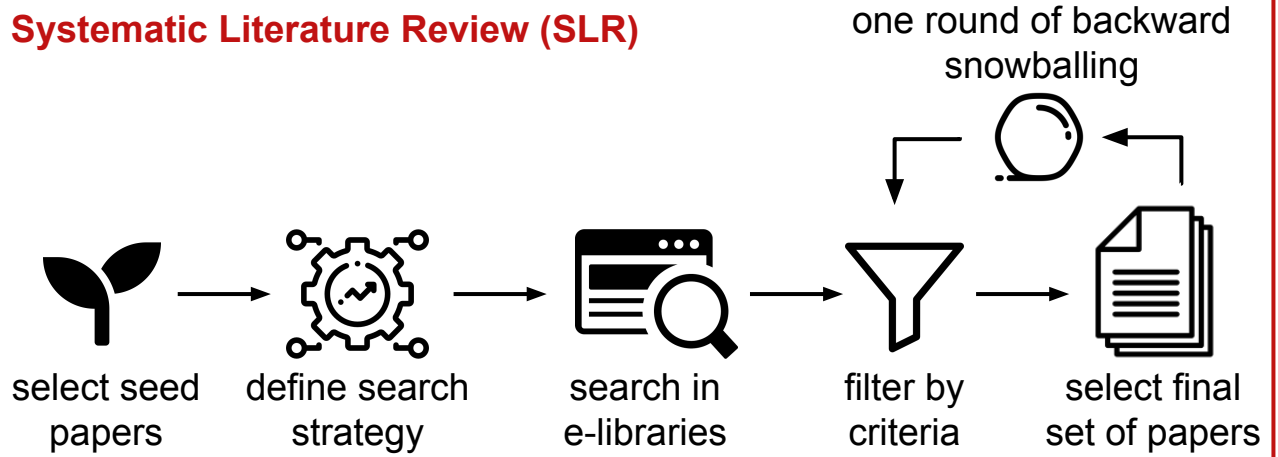 Systematic Literature Review (SLR)
one round of backward
snowballing
select seed
papers
define search
strategy
search in
e-libraries
filter by
criteria
select final
set of papers